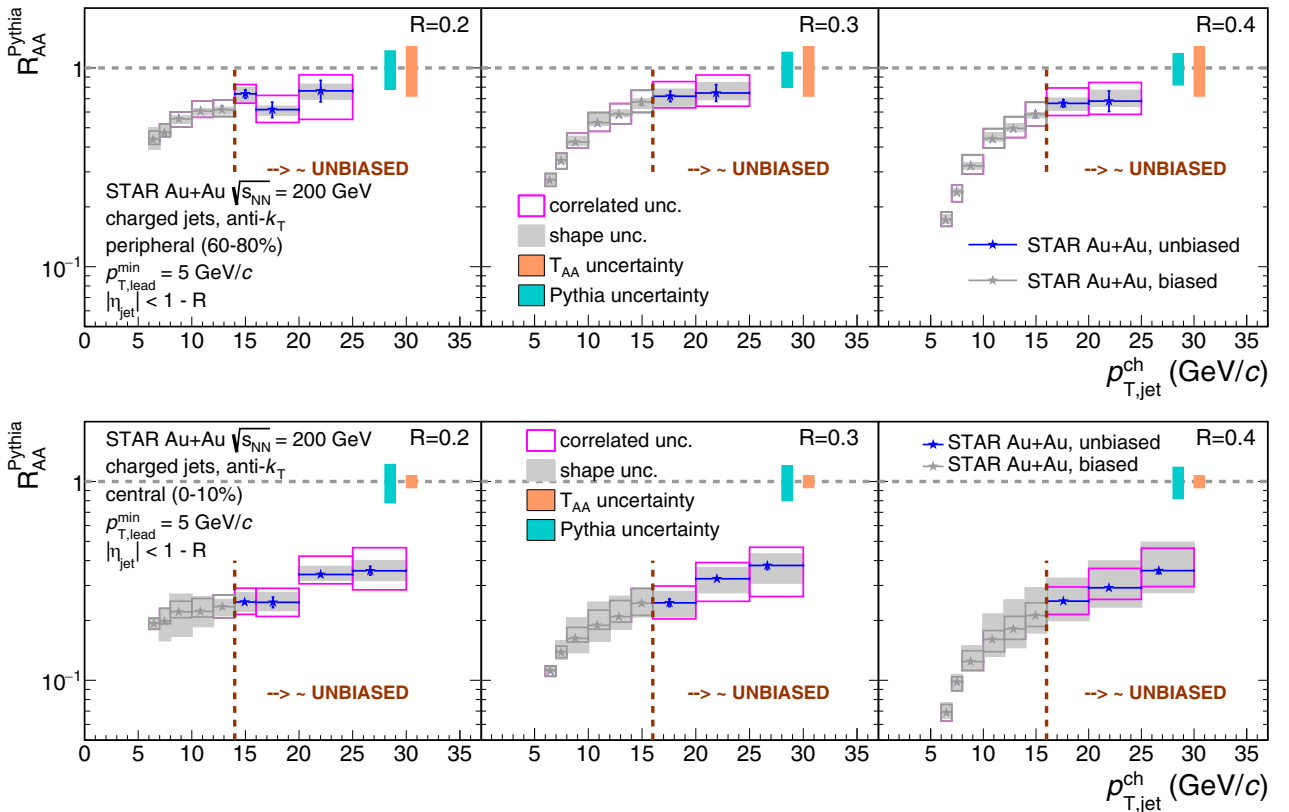 R_AA^Pythia
1
10^−1
R=0.2
--> ~ UNBIASED
STAR Au+Au √s_NN = 200 GeV
charged jets, anti-k_T
peripheral (60-80%)
p_T,lead^min = 5 GeV/c
|η_jet| < 1 - R
R=0.3
--> ~ UNBIASED
correlated unc.
shape unc.
T_AA uncertainty
Pythia uncertainty
R=0.4
--> ~ UNBIASED
STAR Au+Au, unbiased
STAR Au+Au, biased
0 5 10 15 20 25 30 35
5 10 15 20 25 30 35
5 10 15 20 25 30 35
p_T,jet^ch (GeV/c)
R_AA^Pythia
1
10^−1
STAR Au+Au √s_NN = 200 GeV
charged jets, anti-k_T
central (0-10%)
p_T,lead^min = 5 GeV/c
|η_jet| < 1 - R
R=0.2
--> ~ UNBIASED
correlated unc.
shape unc.
T_AA uncertainty
Pythia uncertainty
R=0.3
--> ~ UNBIASED
STAR Au+Au, unbiased
STAR Au+Au, biased
R=0.4
--> ~ UNBIASED
0 5 10 15 20 25 30 35
5 10 15 20 25 30 35
5 10 15 20 25 30 35
p_T,jet^ch (GeV/c)